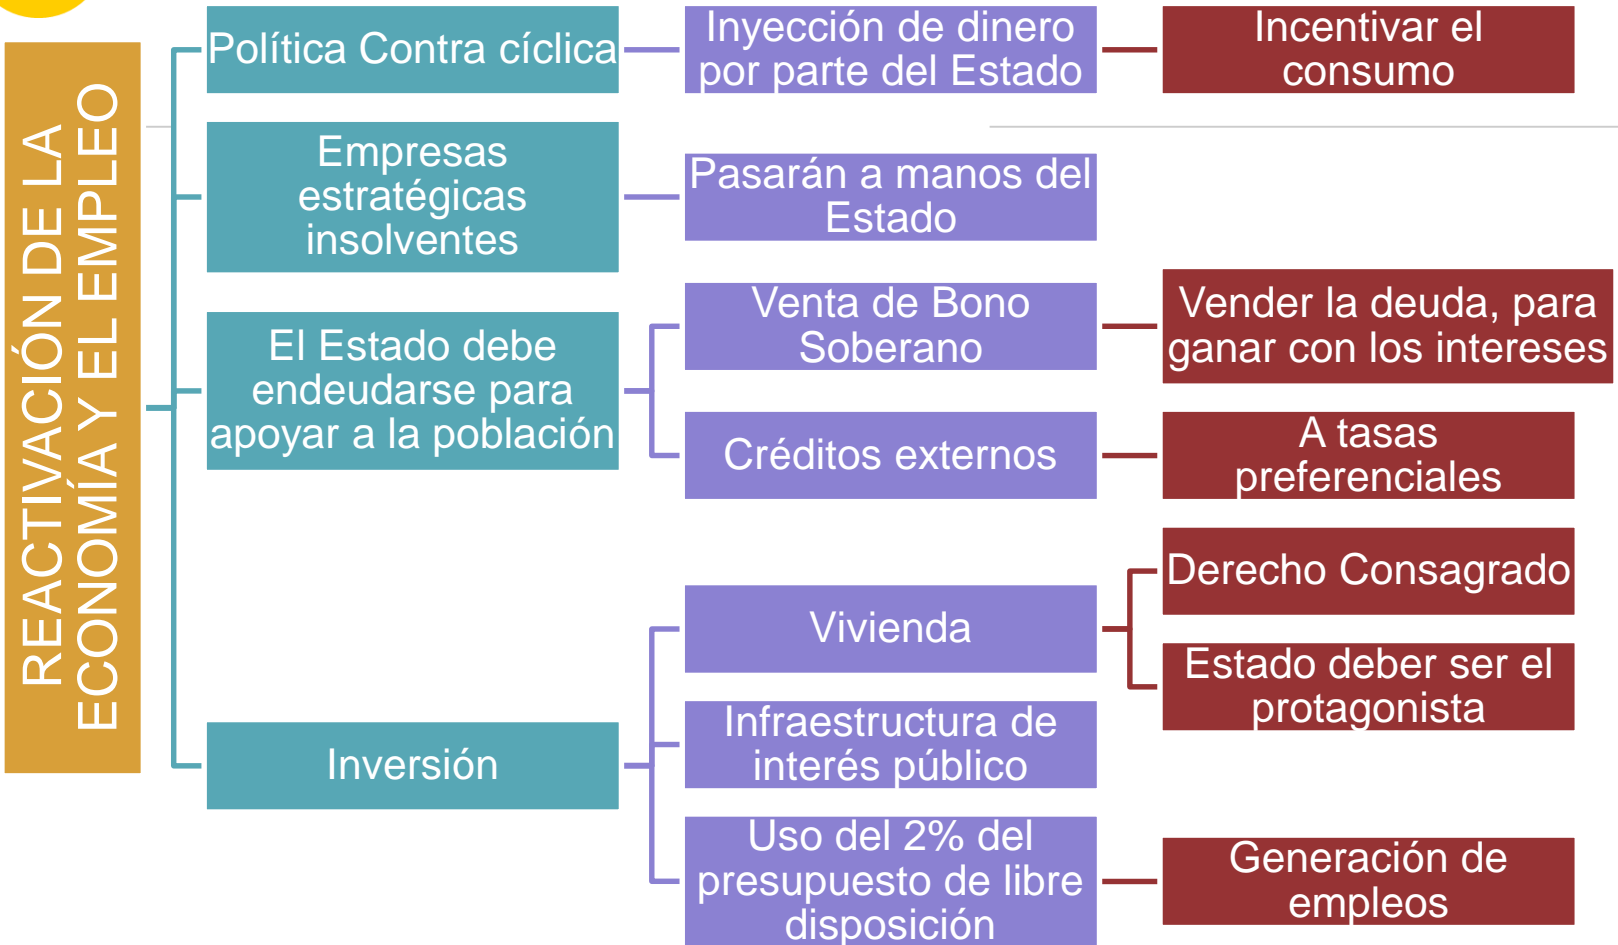 REACTIVACIÓN DE LA
ECONOMÍA Y EL EMPLEO
Política Contra cíclica
Inyección de dinero
por parte del Estado
Incentivar el
consumo
Empresas
estratégicas
insolventes
Pasarán a manos del
Estado
El Estado debe
endeudarse para
apoyar a la población
Venta de Bono
Soberano
Vender la deuda, para
ganar con los intereses
Créditos externos
A tasas
preferenciales
Inversión
Vivienda
Derecho Consagrado
Estado deber ser el
protagonista
Infraestructura de
interés público
Uso del 2% del
presupuesto de libre
disposición
Generación de
empleos